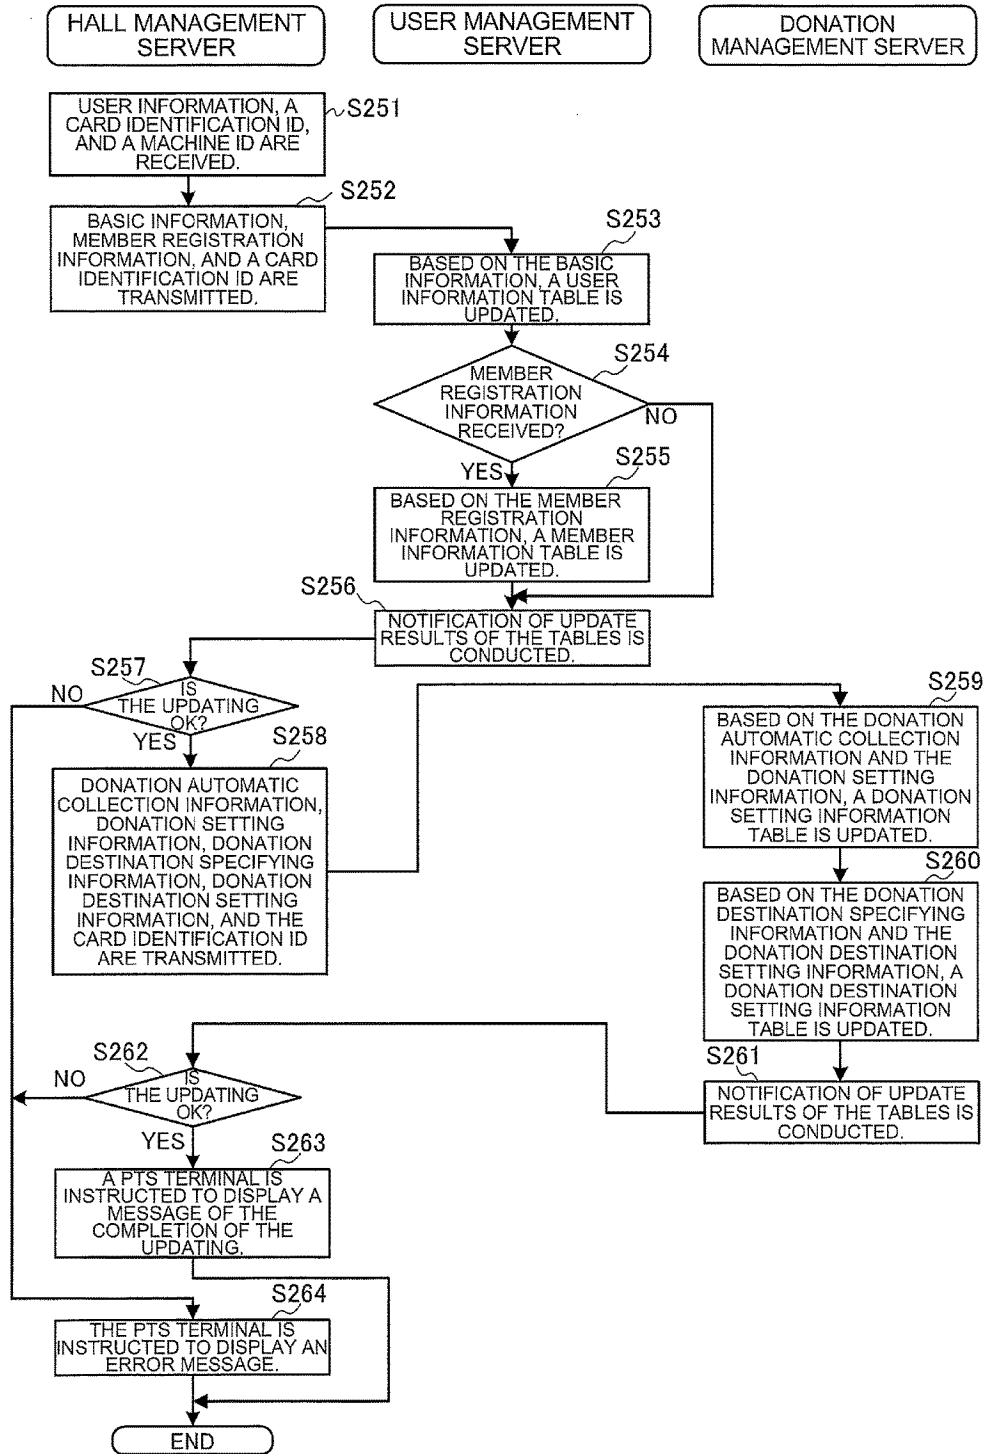 HALL MANAGEMENT
SERVER
USER MANAGEMENT
SERVER
DONATION
MANAGEMENT SERVER
USER INFORMATION, A
CARD IDENTIFICATION ID,
AND A MACHINE ID ARE
RECEIVED.
S251
S252
BASIC INFORMATION,
MEMBER REGISTRATION
INFORMATION, AND A CARD
IDENTIFICATION ID ARE
TRANSMITTED.
S253
BASED ON THE BASIC
INFORMATION, A USER
INFORMATION TABLE IS
UPDATED.
S254
MEMBER
REGISTRATION
INFORMATION
RECEIVED?
NO
YES
S255
BASED ON THE MEMBER
REGISTRATION
INFORMATION, A MEMBER
INFORMATION TABLE IS
UPDATED.
S256
NOTIFICATION OF UPDATE
RESULTS OF THE TABLES IS
CONDUCTED.
S257
NO
IS
THE UPDATING
OK?
YES
S258
DONATION AUTOMATIC
COLLECTION INFORMATION,
DONATION SETTING
INFORMATION, DONATION
DESTINATION SPECIFYING
INFORMATION, DONATION
DESTINATION SETTING
INFORMATION, AND THE
CARD IDENTIFICATION ID
ARE TRANSMITTED.
S259
BASED ON THE DONATION
AUTOMATIC COLLECTION
INFORMATION AND THE
DONATION SETTING
INFORMATION, A DONATION
SETTING INFORMATION
TABLE IS UPDATED.
S260
BASED ON THE DONATION
DESTINATION SPECIFYING
INFORMATION AND THE
DONATION DESTINATION
SETTING INFORMATION, A
DONATION DESTINATION
SETTING INFORMATION
TABLE IS UPDATED.
S261
NOTIFICATION OF UPDATE
RESULTS OF THE TABLES IS
CONDUCTED.
S262
NO
IS
THE UPDATING
OK?
YES
S263
A PTS TERMINAL IS
INSTRUCTED TO DISPLAY A
MESSAGE OF THE
COMPLETION OF THE
UPDATING.
S264
THE PTS TERMINAL IS
INSTRUCTED TO DISPLAY AN
ERROR MESSAGE.
END